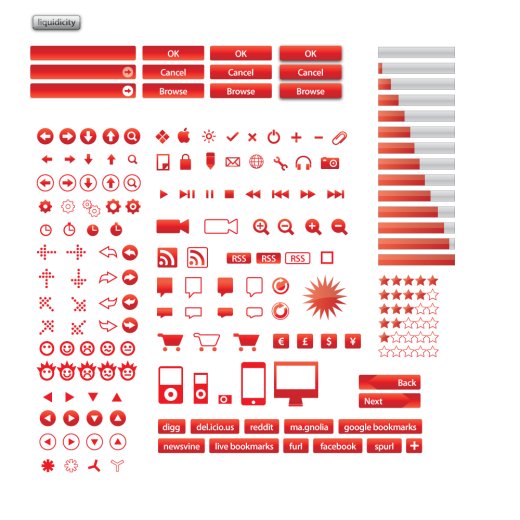 liquidicity
OK OK OK
Cancel Cancel Cancel
Browse Browse Browse
RSS RSS RSS
€ £ $ ¥
Back
Next
digg del.icio.us reddit ma.gnolia google bookmarks
newsvine live bookmarks furl facebook spurl